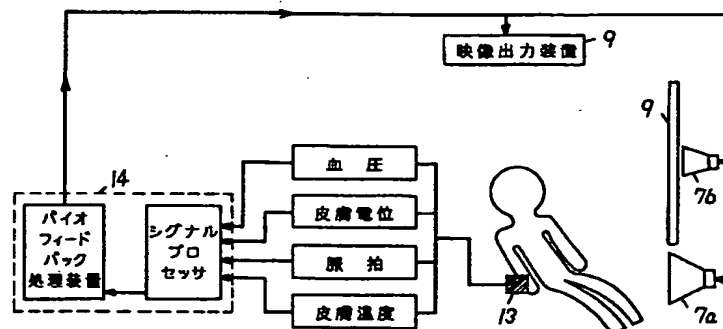 9
映像出力装置
9
14
血圧
7b
バイオ
フィード
バック
処理装置
シグナル
プロ
セッサ
皮膚電位
脈拍
皮膚温度
13
7a